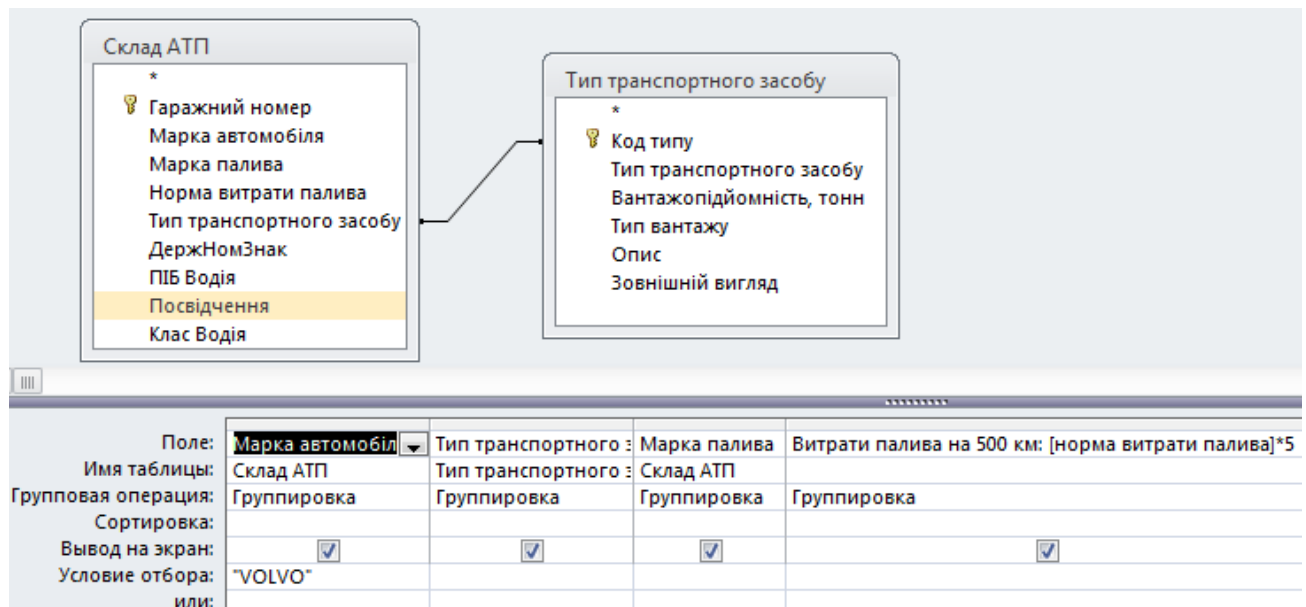 Склад АТП
*
Гаражний номер
Марка автомобіля
Марка палива
Норма витрати палива
Тип транспортного засобу
ДержНомЗнак
ПІБ Водія
Посвідчення
Клас Водія
Тип транспортного засобу
*
Код типу
Тип транспортного засобу
Вантажопідйомність, тонн
Тип вантажу
Опис
Зовнішній вигляд
Поле: Марка автомобіл Тип транспортного з Марка палива Витрати палива на 500 км: [норма витрати палива]*5
Имя таблицы: Склад АТП Тип транспортного з Склад АТП
Групповая операция: Группировка Группировка Группировка Группировка
Сортировка:
Вывод на экран:
Условие отбора: "VOLVO"
или: